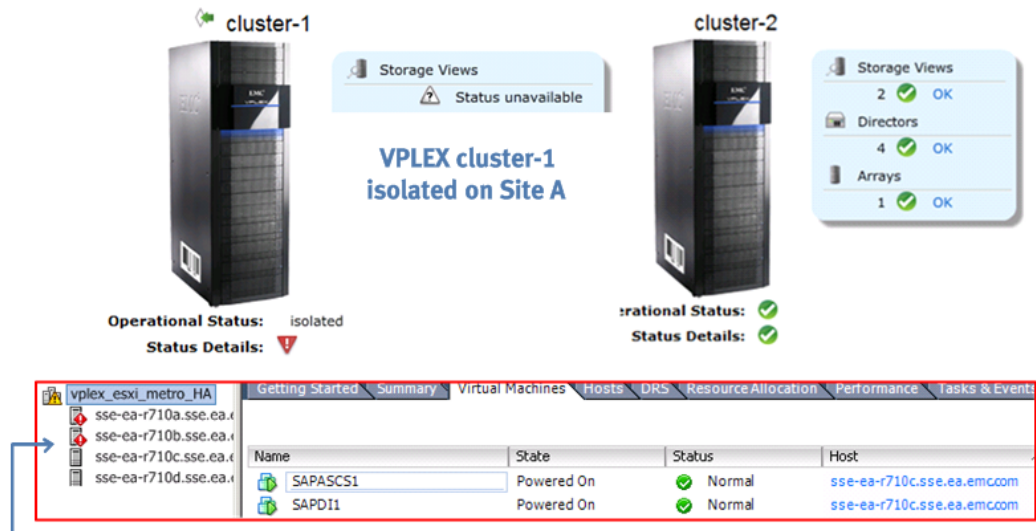 cluster-1
cluster-2
Storage Views
Status unavailable
Storage Views
2 OK
Directors
4 OK
Arrays
1 OK
VPLEX cluster-1
isolated on Site A
EMC
VPLEX
Operational Status: isolated
Status Details:
erational Status:
Status Details:
vplex_esxi_metro_HA
sse-ea-r710a.sse.ea.e
sse-ea-r710b.sse.ea.e
sse-ea-r710c.sse.ea.e
sse-ea-r710d.sse.ea.e
Getting Started Summary Virtual Machines Hosts DRS Resource Allocation Performance Tasks & Events
Name State Status Host
SAPASCS1 Powered On Normal sse-ea-r710c.sse.ea.emc.com
SAPDI1 Powered On Normal sse-ea-r710c.sse.ea.emc.com